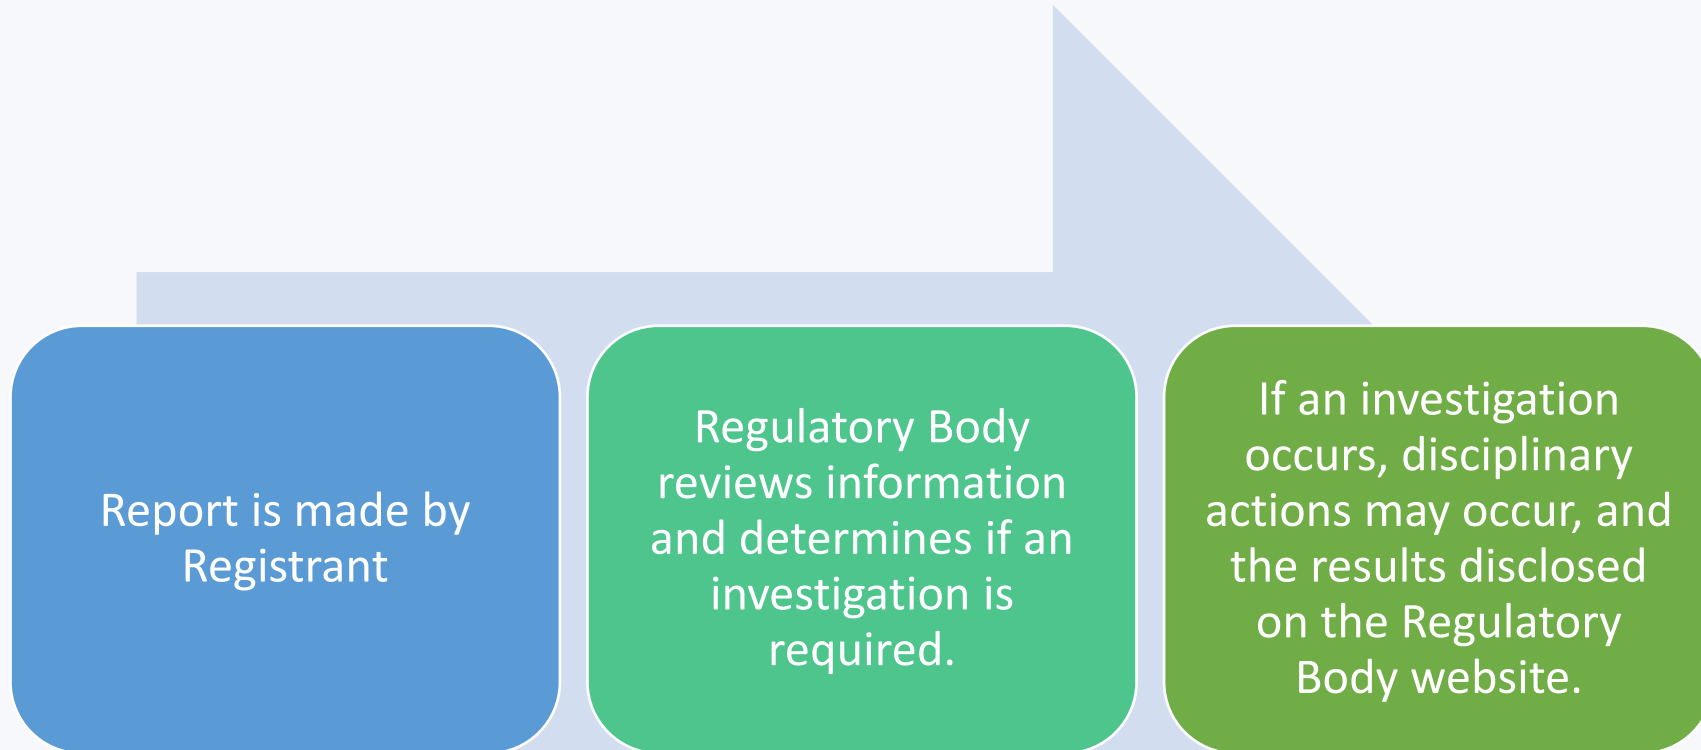 Report is made by
Registrant
Regulatory Body
reviews information
and determines if an
investigation is
required.
If an investigation
occurs, disciplinary
actions may occur, and
the results disclosed
on the Regulatory
Body website.